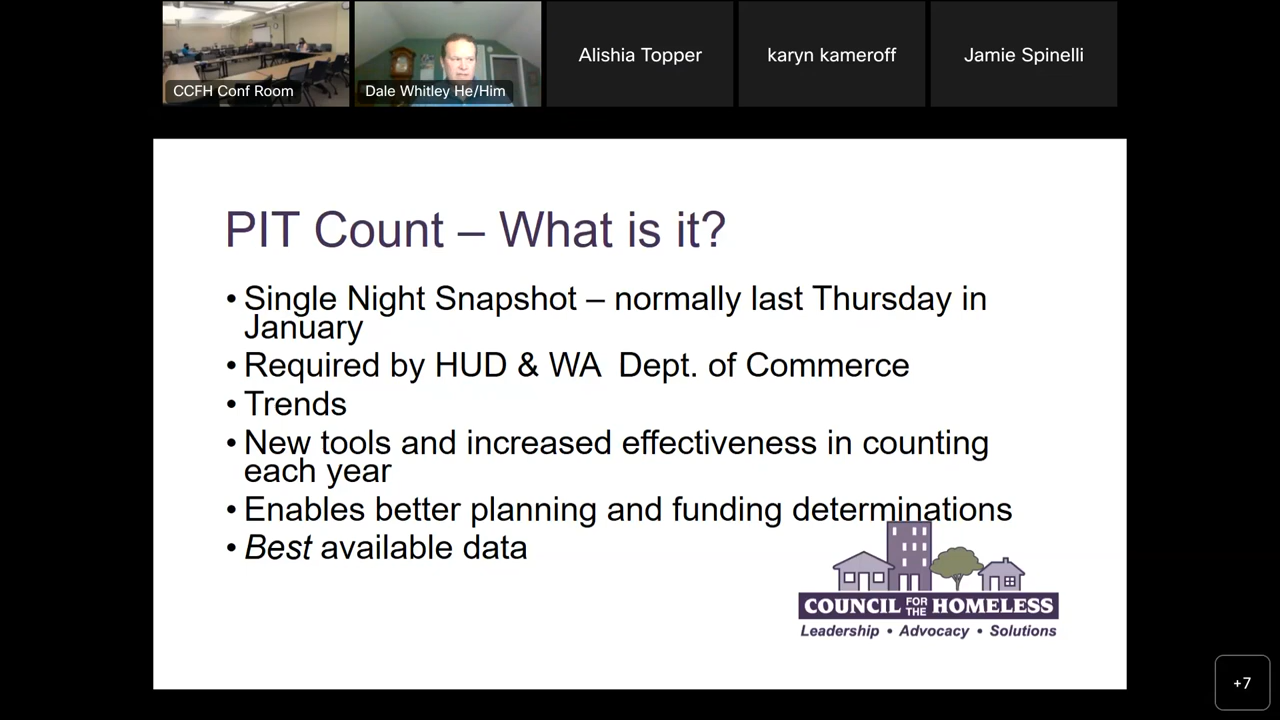 CCFH Conf Room
Dale Whitley He/Him
Alishia Topper
karyn kameroff
Jamie Spinelli
PIT Count – What is it?
• Single Night Snapshot – normally last Thursday in
January
• Required by HUD & WA  Dept. of Commerce
• Trends
• New tools and increased effectiveness in counting
each year
• Enables better planning and funding determinations
• Best available data
COUNCIL FOR THE HOMELESS
Leadership • Advocacy • Solutions
+7